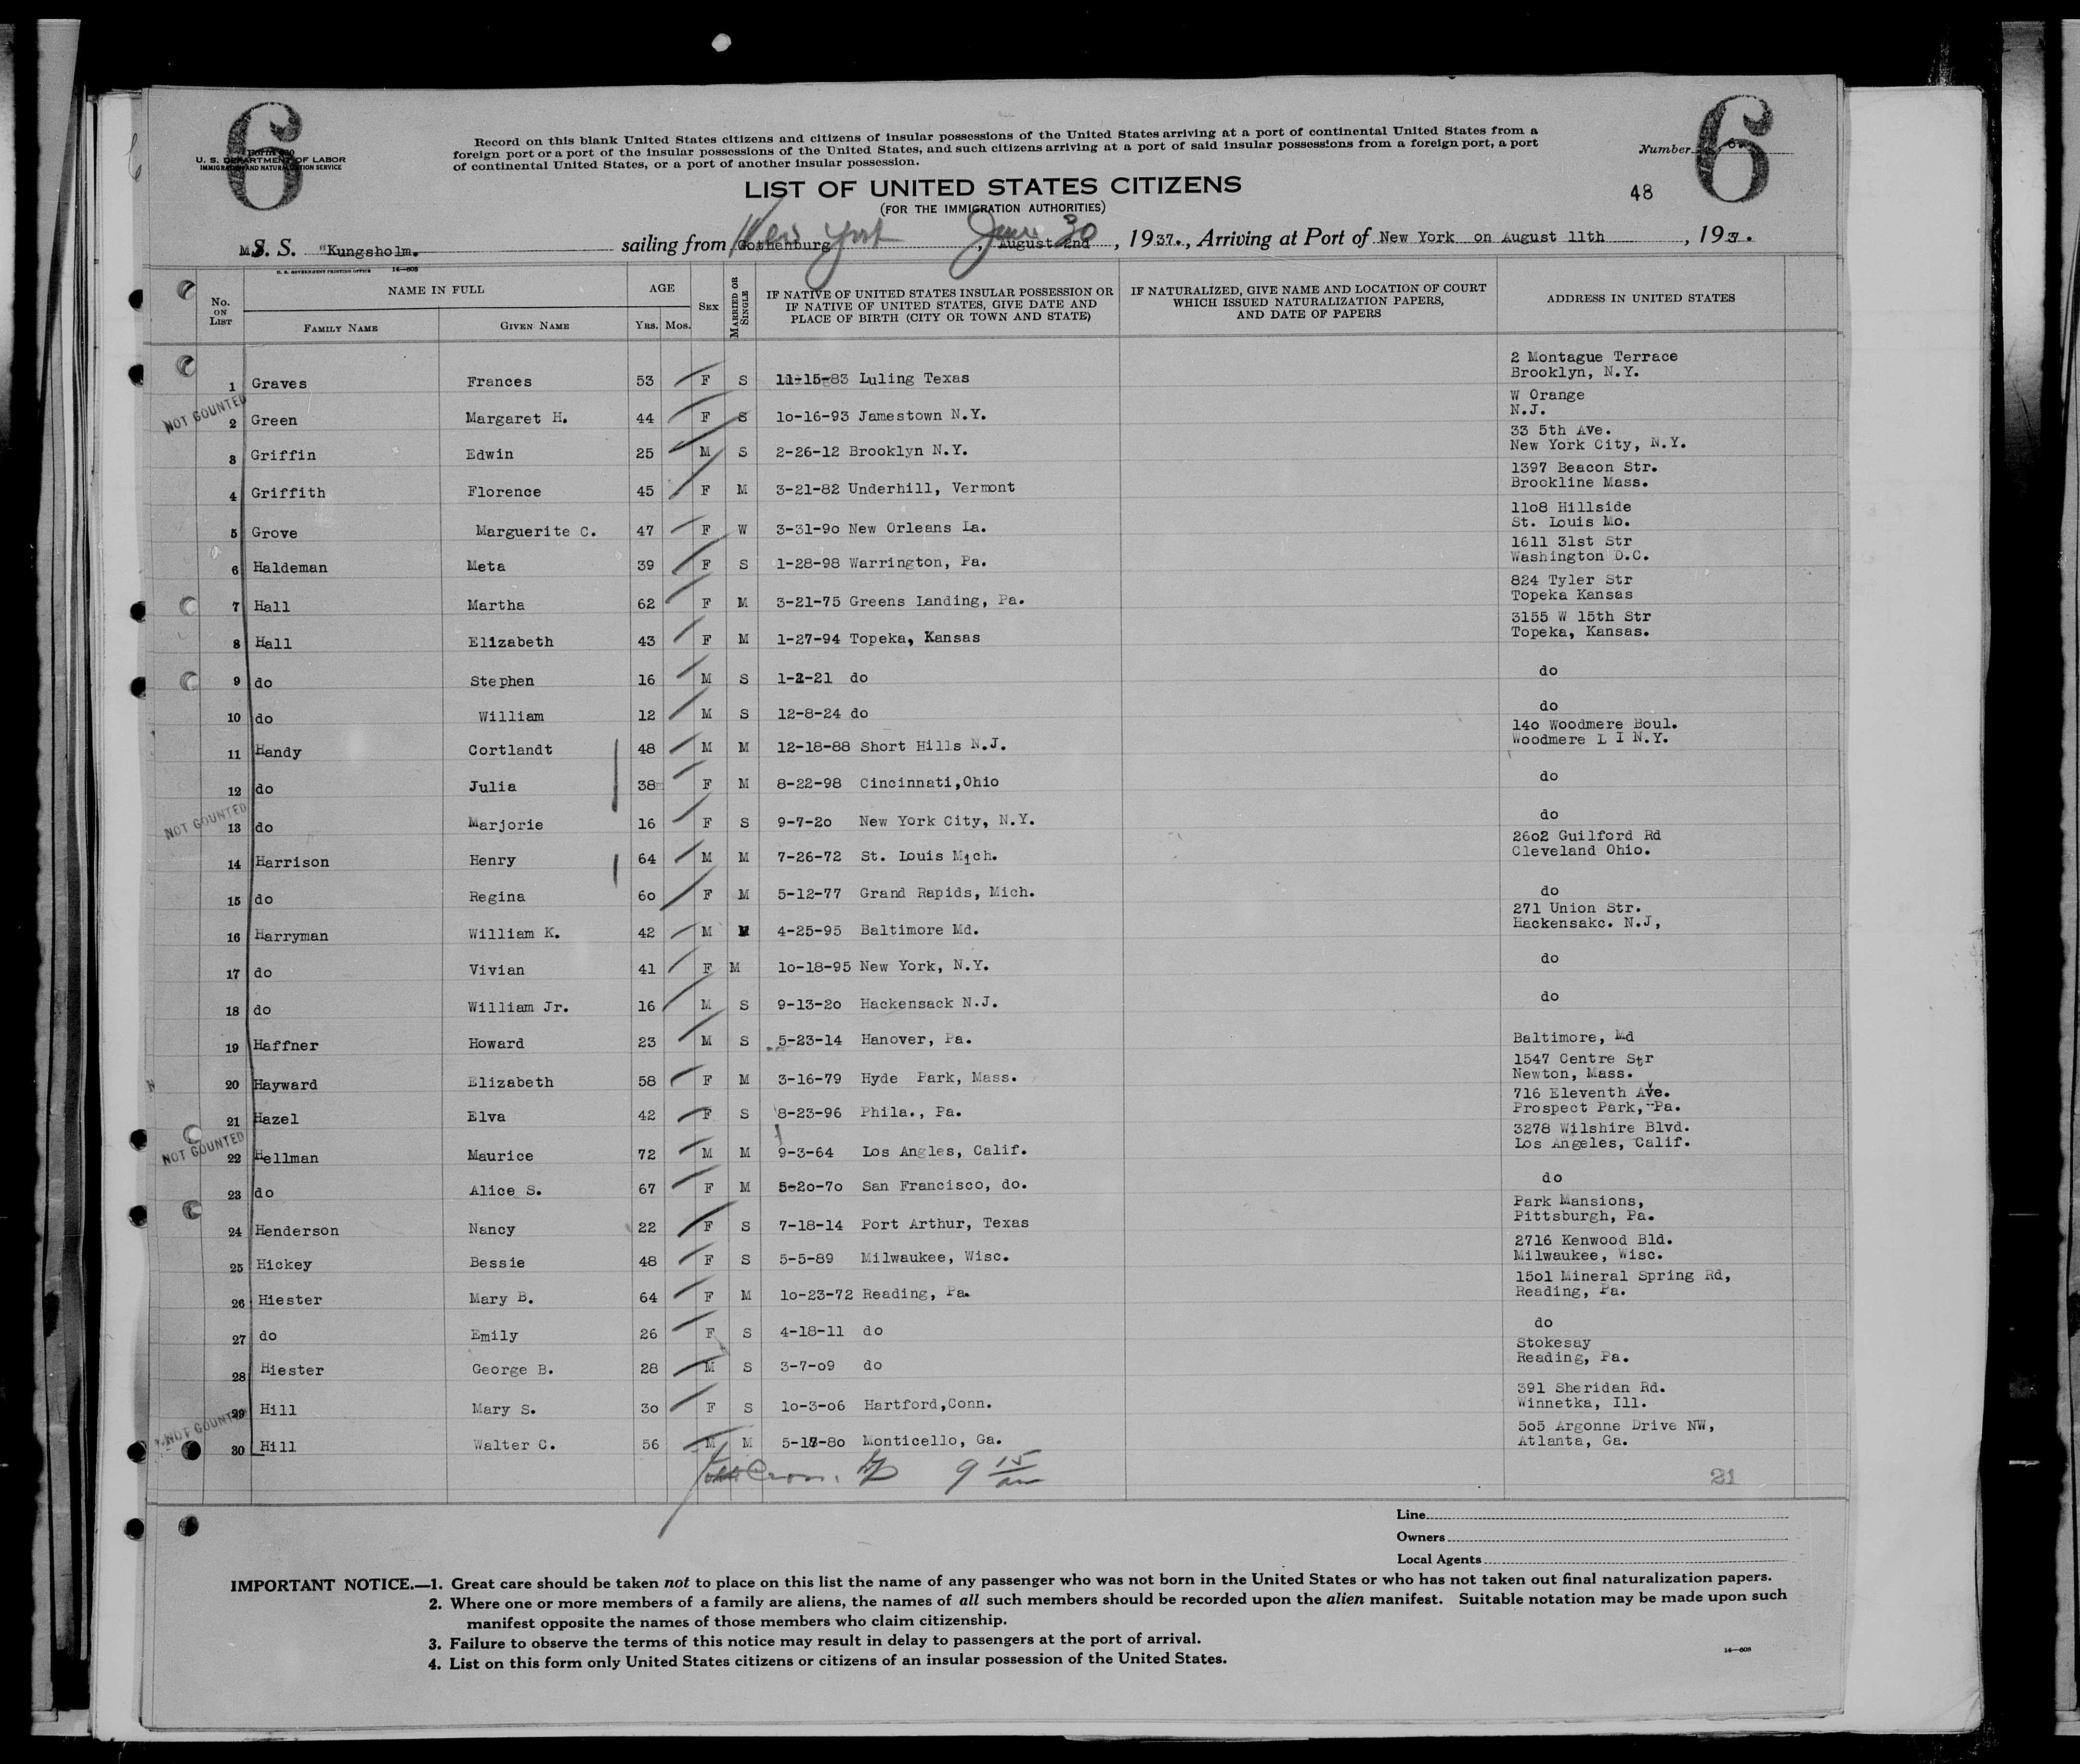 6
6
U. S. DEPARTMENT OF LABOR
IMMIGRATION AND NATURALIZATION SERVICE
Record on this blank United States citizens and citizens of insular possessions of the United States arriving at a port of continental United States from a
foreign port or a port of the insular possessions of the United States, and such citizens arriving at a port of said insular possessions from a foreign port, a port
of continental United States, or a port of another insular possession.
Number
LIST OF UNITED STATES CITIZENS
48
(FOR THE IMMIGRATION AUTHORITIES)
New York June 30
M. S. S. "Kungsholm. sailing from Gothenburg, August 2nd, 1937., Arriving at Port of New York on August 11th, 193.
U. S. GOVERNMENT PRINTING OFFICE 14—608
No. ON LIST NAME IN FULL AGE SEX MARRIED OR SINGLE IF NATIVE OF UNITED STATES INSULAR POSSESSION OR IF NATIVE OF UNITED STATES, GIVE DATE AND PLACE OF BIRTH (CITY OR TOWN AND STATE) IF NATURALIZED, GIVE NAME AND LOCATION OF COURT WHICH ISSUED NATURALIZATION PAPERS, AND DATE OF PAPERS ADDRESS IN UNITED STATES
FAMILY NAME GIVEN NAME YRS. MOS.
2 Montague Terrace
1 Graves Frances 53 F S 11-15-83 Luling Texas Brooklyn, N.Y.
W Orange
NOT COUNTED
2 Green Margaret H. 44 F S 10-16-93 Jamestown N.Y. N.J.
33 5th Ave.
3 Griffin Edwin 25 M S 2-26-12 Brooklyn N.Y. New York City, N.Y.
1397 Beacon Str.
4 Griffith Florence 45 F M 3-21-82 Underhill, Vermont Brookline Mass.
1108 Hillside
5 Grove Marguerite C. 47 F W 3-31-90 New Orleans La. St. Louis Mo.
1611 31st Str
6 Haldeman Meta 39 F S 1-28-98 Warrington, Pa. Washington D.C.
824 Tyler Str
7 Hall Martha 62 F M 3-21-75 Greens Landing, Pa. Topeka Kansas
3155 W 15th Str
8 Hall Elizabeth 43 F M 1-27-94 Topeka, Kansas Topeka, Kansas.
9 do Stephen 16 M S 1-2-21 do do
10 do William 12 M S 12-8-24 do do
140 Woodmere Boul.
11 Handy Cortlandt 48 M M 12-18-88 Short Hills N.J. Woodmere L I N.Y.
12 do Julia 38 F M 8-22-98 Cincinnati,Ohio do
NOT COUNTED
13 do Marjorie 16 F S 9-7-20 New York City, N.Y. do
2602 Guilford Rd
14 Harrison Henry 64 M M 7-26-72 St. Louis Mich. Cleveland Ohio.
15 do Regina 60 F M 5-12-77 Grand Rapids, Mich. do
271 Union Str.
16 Harryman William K. 42 M M 4-25-95 Baltimore Md. Hackensakc. N.J,
17 do Vivian 41 F M 10-18-95 New York, N.Y. do
18 do William Jr. 16 M S 9-13-20 Hackensack N.J. do
19 Haffner Howard 23 M S 5-23-14 Hanover, Pa. Baltimore, Md
1547 Centre Str
20 Hayward Elizabeth 58 F M 3-16-79 Hyde Park, Mass. Newton, Mass.
716 Eleventh Ave.
21 Hazel Elva 42 F S 8-23-96 Phila., Pa. Prospect Park, Pa.
3278 Wilshire Blvd.
NOT COUNTED
22 Hellman Maurice 72 M M 9-3-64 Los Angles, Calif. Los Angeles, Calif.
23 do Alice S. 67 F M 5-20-70 San Francisco, do. do
Park Mansions,
24 Henderson Nancy 22 F S 7-18-14 Port Arthur, Texas Pittsburgh, Pa.
2716 Kenwood Bld.
25 Hickey Bessie 48 F S 5-5-89 Milwaukee, Wisc. Milwaukee, Wisc.
1501 Mineral Spring Rd,
26 Hiester Mary B. 64 F M 10-23-72 Reading, Pa. Reading, Pa.
27 do Emily 26 F S 4-18-11 do do
Stokesay
28 Hiester George B. 28 M S 3-7-09 do Reading, Pa.
391 Sheridan Rd.
29 Hill Mary S. 30 F S 10-3-06 Hartford,Conn. Winnetka, Ill.
NOT COUNTED
505 Argonne Drive NW,
30 Hill Walter C. 56 M M 5-18-80 Monticello, Ga. Atlanta, Ga.
9 15
21
Line
Owners
Local Agents
IMPORTANT NOTICE.—1. Great care should be taken not to place on this list the name of any passenger who was not born in the United States or who has not taken out final naturalization papers.
2. Where one or more members of a family are aliens, the names of all such members should be recorded upon the alien manifest. Suitable notation may be made upon such
manifest opposite the names of those members who claim citizenship.
3. Failure to observe the terms of this notice may result in delay to passengers at the port of arrival.
14—608
4. List on this form only United States citizens or citizens of an insular possession of the United States.